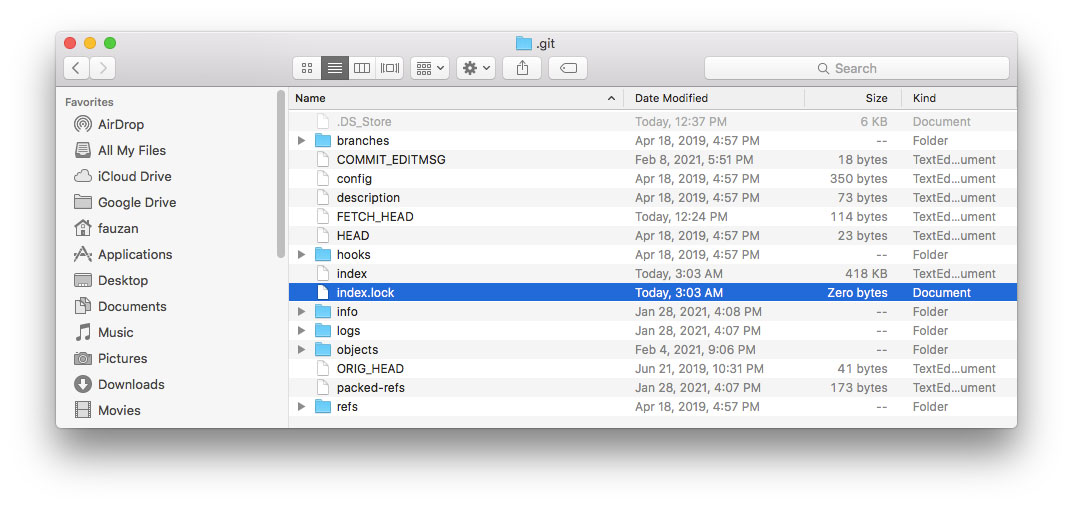 .git
Search
Favorites
AirDrop
All My Files
iCloud Drive
Google Drive
fauzan
Applications
Desktop
Documents
Music
Pictures
Downloads
Movies
Name Date Modified Size Kind
.DS_Store Today, 12:37 PM 6 KB Document
branches Apr 18, 2019, 4:57 PM -- Folder
COMMIT_EDITMSG Feb 8, 2021, 5:51 PM 18 bytes TextEd...ument
config Apr 18, 2019, 4:57 PM 350 bytes TextEd...ument
description Apr 18, 2019, 4:57 PM 73 bytes TextEd...ument
FETCH_HEAD Today, 12:24 PM 114 bytes TextEd...ument
HEAD Apr 18, 2019, 4:57 PM 23 bytes TextEd...ument
hooks Apr 18, 2019, 4:57 PM -- Folder
index Today, 3:03 AM 418 KB TextEd...ument
index.lock Today, 3:03 AM Zero bytes Document
info Jan 28, 2021, 4:08 PM -- Folder
logs Jan 28, 2021, 4:07 PM -- Folder
objects Feb 4, 2021, 9:06 PM -- Folder
ORIG_HEAD Jun 21, 2019, 10:31 PM 41 bytes TextEd...ument
packed-refs Jan 28, 2021, 4:07 PM 173 bytes TextEd...ument
refs Apr 18, 2019, 4:57 PM -- Folder